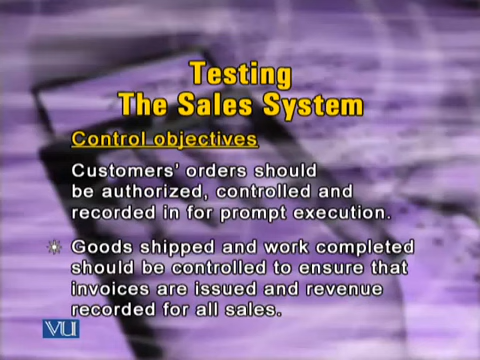 Testing
The Sales System
Control objectives
Customers' orders should
be authorized, controlled and
recorded in for prompt execution.
Goods shipped and work completed
should be controlled to ensure that
invoices are issued and revenue
recorded for all sales.
VU